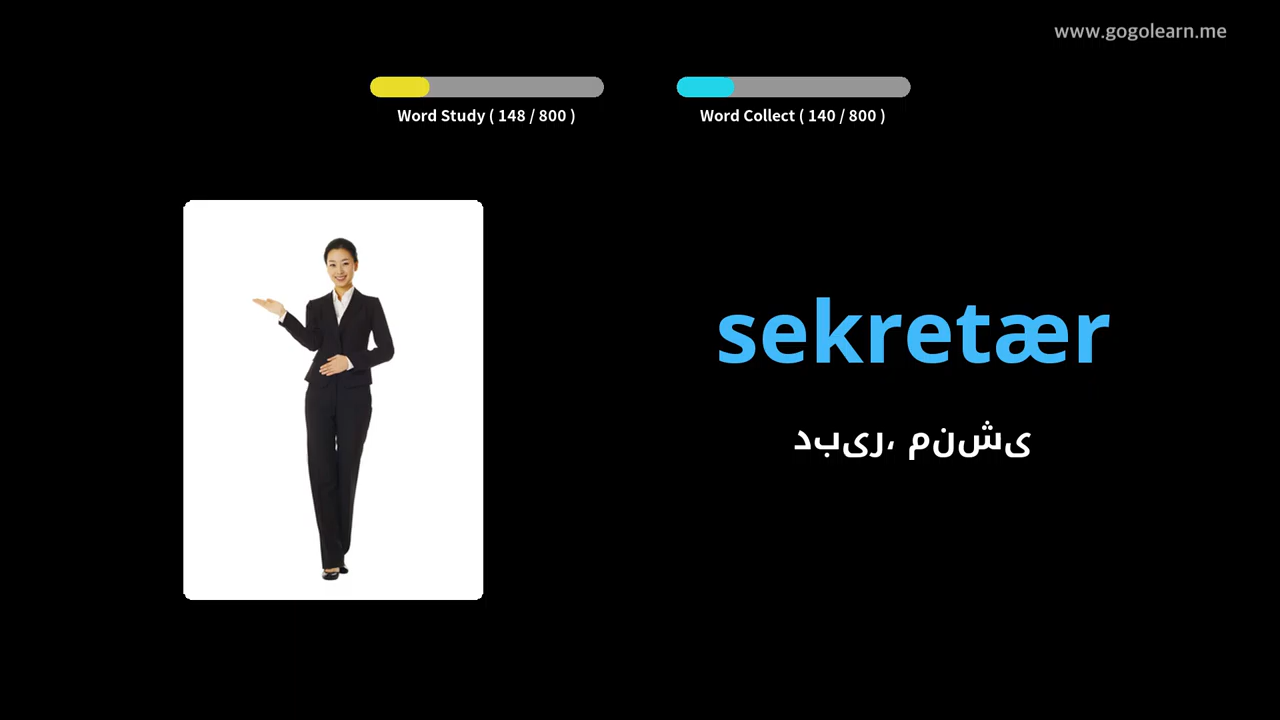 www.gogolearn.me
Word Study ( 148 / 800 )
Word Collect ( 140 / 800 )
sekretær
دبیر، منشی